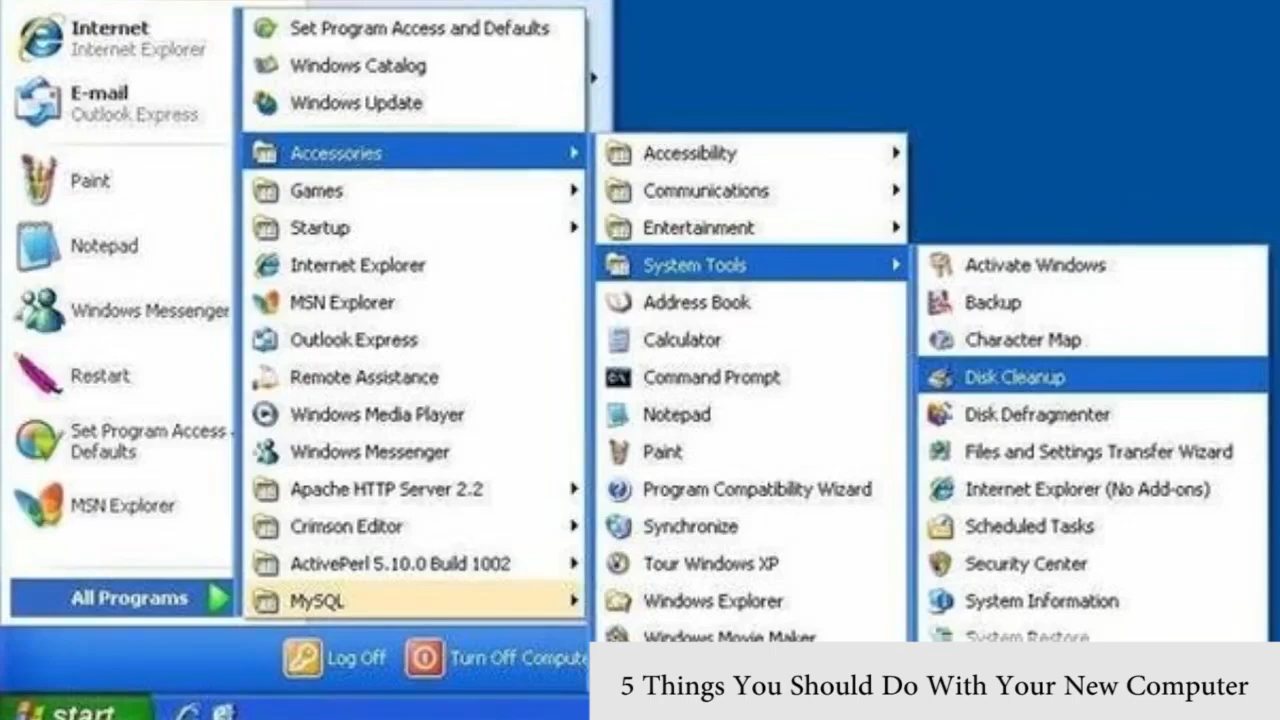 Internet
Internet Explorer
E-mail
Outlook Express
Paint
Notepad
Windows Messenger
Restart
Set Program Access
Defaults
MSN Explorer
All Programs
Set Program Access and Defaults
Windows Catalog
Windows Update
Accessories
Games
Startup
Internet Explorer
MSN Explorer
Outlook Express
Remote Assistance
Windows Media Player
Windows Messenger
Apache HTTP Server 2.2
Crimson Editor
ActivePerl 5.10.0 Build 1002
MySQL
Accessibility
Communications
Entertainment
System Tools
Address Book
Calculator
Command Prompt
Notepad
Paint
Program Compatibility Wizard
Synchronize
Tour Windows XP
Windows Explorer
Windows Movie Maker
Activate Windows
Backup
Character Map
Disk Cleanup
Disk Defragmenter
Files and Settings Transfer Wizard
Internet Explorer (No Add-ons)
Scheduled Tasks
Security Center
System Information
System Restore
Log Off
Turn Off Compute
start
5 Things You Should Do With Your New Computer